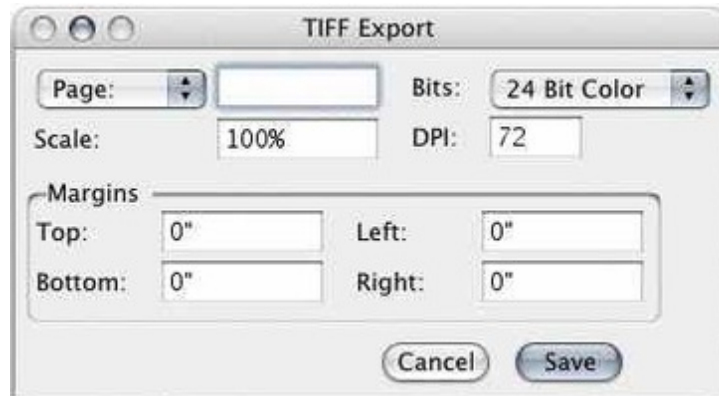 TIFF Export
Page: Bits: 24 Bit Color
Scale: 100% DPI: 72
Margins
Top: 0" Left: 0"
Bottom: 0" Right: 0"
Cancel Save